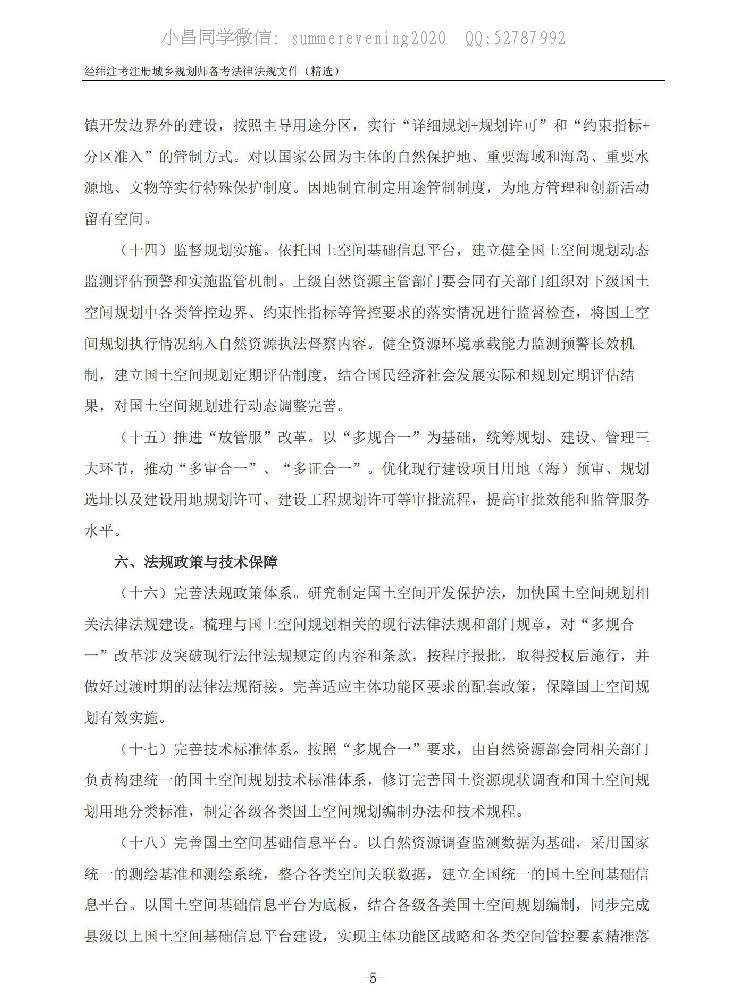 小昌同学微信: summerevening2020 QQ:52787992
经纬注考注册城乡规划师备考法律法规文件（精选）
镇开发边界外的建设，按照主导用途分区，实行“详细规划+规划许可”和“约束指标+
分区准入”的管制方式。对以国家公园为主体的自然保护地、重要海域和海岛、重要水
源地、文物等实行特殊保护制度。因地制宜制定用途管制制度，为地方管理和创新活动
留有空间。
（十四）监督规划实施。依托国土空间基础信息平台，建立健全国土空间规划动态
监测评估预警和实施监管机制。上级自然资源主管部门要会同有关部门组织对下级国土
空间规划中各类管控边界、约束性指标等管控要求的落实情况进行监督检查，将国土空
间规划执行情况纳入自然资源执法督察内容。健全资源环境承载能力监测预警长效机
制，建立国土空间规划定期评估制度，结合国民经济社会发展实际和规划定期评估结
果，对国土空间规划进行动态调整完善。
（十五）推进“放管服”改革。以“多规合一”为基础，统筹规划、建设、管理三
大环节，推动“多审合一”、“多证合一”。优化现行建设项目用地（海）预审、规划
选址以及建设用地规划许可、建设工程规划许可等审批流程，提高审批效能和监管服务
水平。
六、法规政策与技术保障
（十六）完善法规政策体系。研究制定国土空间开发保护法，加快国土空间规划相
关法律法规建设。梳理与国土空间规划相关的现行法律法规和部门规章，对“多规合
一”改革涉及突破现行法律法规规定的内容和条款，按程序报批，取得授权后施行，并
做好过渡时期的法律法规衔接。完善适应主体功能区要求的配套政策，保障国土空间规
划有效实施。
（十七）完善技术标准体系。按照“多规合一”要求，由自然资源部会同相关部门
负责构建统一的国土空间规划技术标准体系，修订完善国土资源现状调查和国土空间规
划用地分类标准，制定各级各类国土空间规划编制办法和技术规程。
（十八）完善国土空间基础信息平台。以自然资源调查监测数据为基础，采用国家
统一的测绘基准和测绘系统，整合各类空间关联数据，建立全国统一的国土空间基础信
息平台。以国土空间基础信息平台为底板，结合各级各类国土空间规划编制，同步完成
县级以上国土空间基础信息平台建设，实现主体功能区战略和各类空间管控要素精准落
5